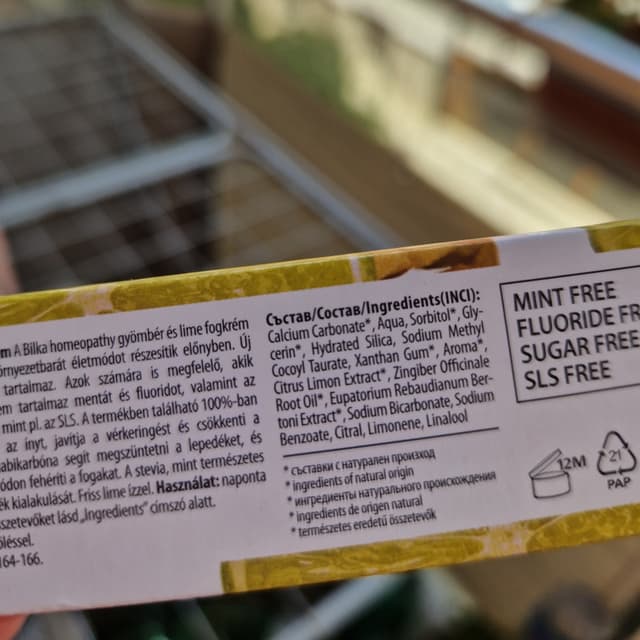 m A Bilka homeopathy gyömbér és lime fogkrém
örnyezetbarát életmódot részesítik előnyben. Új
tartalmaz. Azok számára is megfelelő, akik
em tartalmaz mentát és fluoridot, valamint az
mint pl. az SLS. A termékben található 100%-ban
az ínyt, javítja a vérkeringést és csökkenti a
abikarbóna segít megszüntetni a lepedéket, és
ódon fehéríti a fogakat. A stevia, mint természetes
ék kialakulását. Friss lime ízzel. Használat: naponta
szetevőket lásd „Ingredients” címszó alatt.
öléssel.
164-166.
Състав/Состав/Ingredients(INCI):
Calcium Carbonate*, Aqua, Sorbitol*, Gly-
cerin*, Hydrated Silica, Sodium Methyl
Cocoyl Taurate, Xanthan Gum*, Aroma*,
Citrus Limon Extract*, Zingiber Officinale
Root Oil*, Eupatorium Rebaudianum Ber-
toni Extract*, Sodium Bicarbonate, Sodium
Benzoate, Citral, Limonene, Linalool
* съставки с натурален произход
* ingredients of natural origin
* ингредиенты натурального происхождения
* ingredients de origen natural
* természetes eredetű összetevők
MINT FREE
FLUORIDE FR
SUGAR FREE
SLS FREE
12M
21
PAP